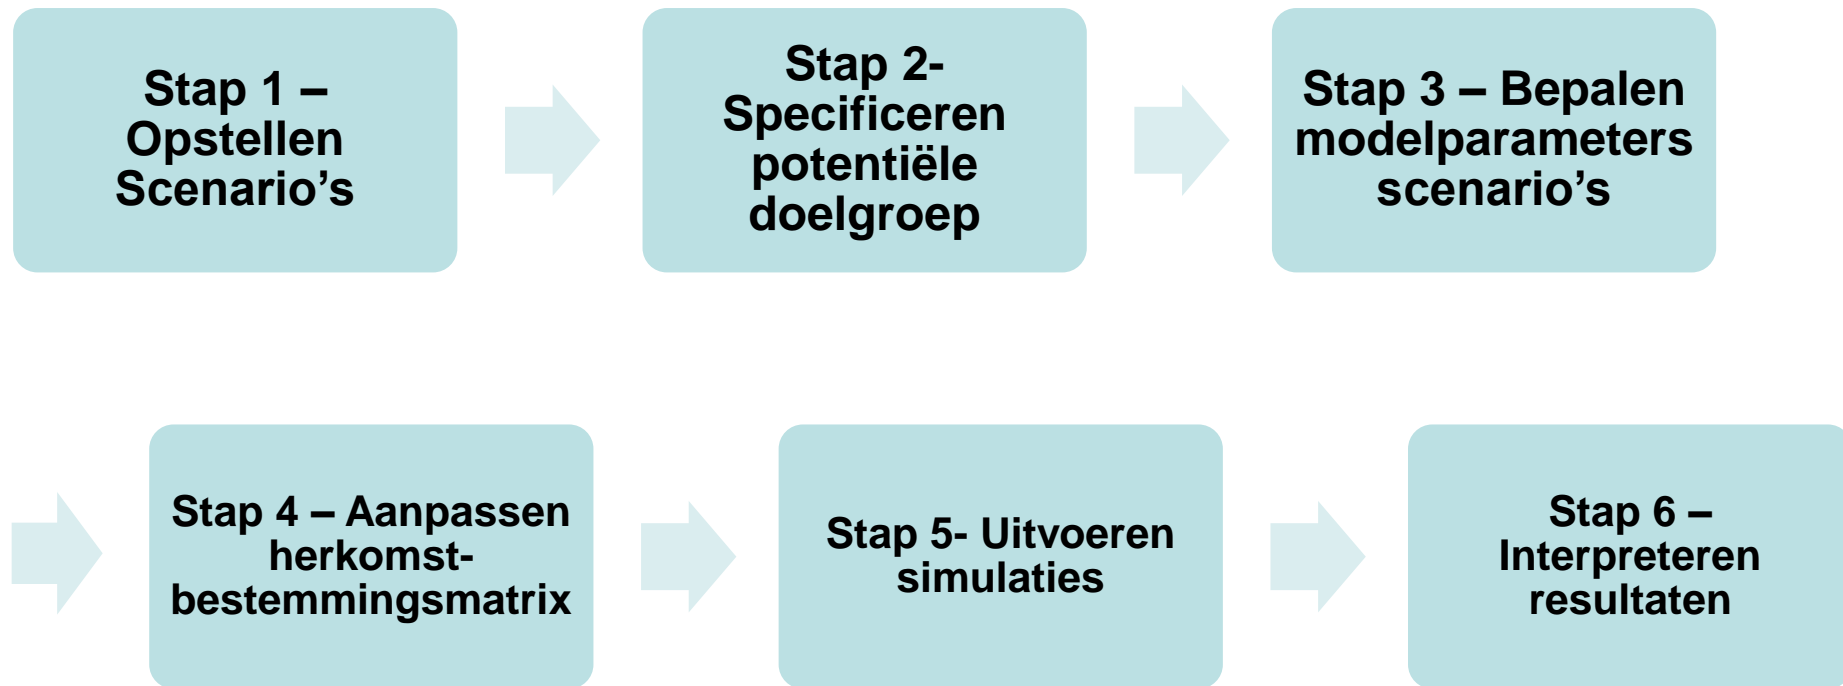 Stap 1 –
Opstellen
Scenario’s
Stap 2-
Specificeren
potentiële
doelgroep
Stap 3 – Bepalen
modelparameters
scenario’s
Stap 4 – Aanpassen
herkomst-
bestemmingsmatrix
Stap 5- Uitvoeren
simulaties
Stap 6 –
Interpreteren
resultaten